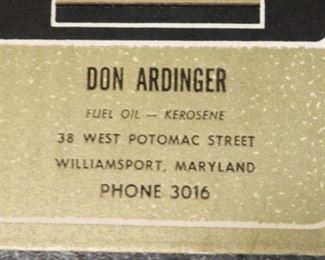 DON ARDINGER
FUEL OIL — KEROSENE
38 WEST POTOMAC STREET
WILLIAMSPORT, MARYLAND
PHONE 3016